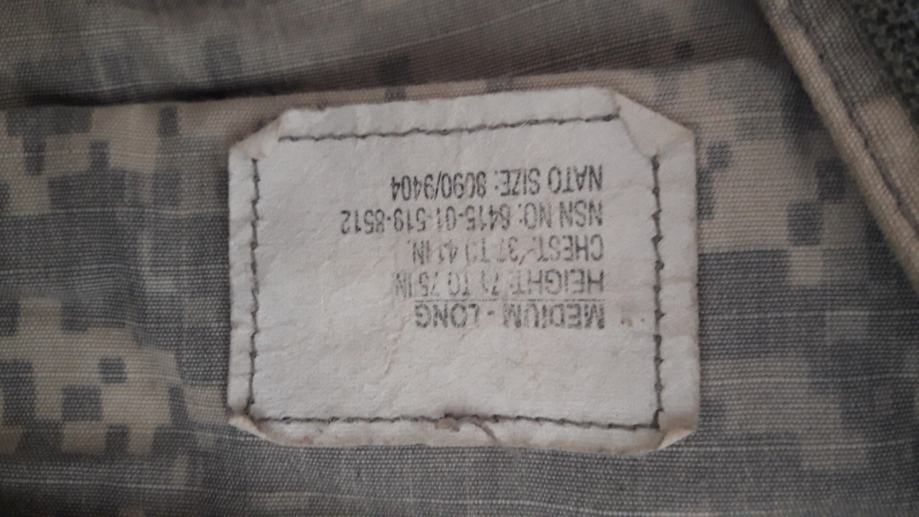 MEDIUM - LONG
HEIGHT: 71 TO 75 IN.
CHEST: 37 TO 41 IN.
NSN NO: 8415-01-519-8512
NATO SIZE: 8090/9404